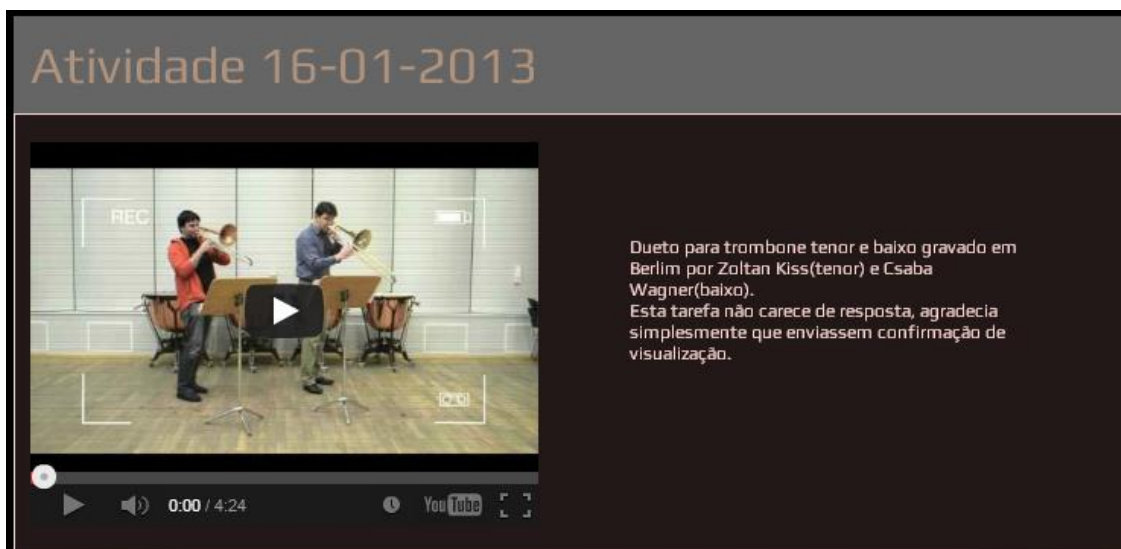 Atividade 16-01-2013
REC
Dueto para trombone tenor e baixo gravado em
Berlim por Zoltan Kiss(tenor) e Csaba
Wagner(baixo).
Esta tarefa não carece de resposta, agradecia
simplesmente que enviassem confirmação de
visualização.
0:00 / 4:24
YouTube